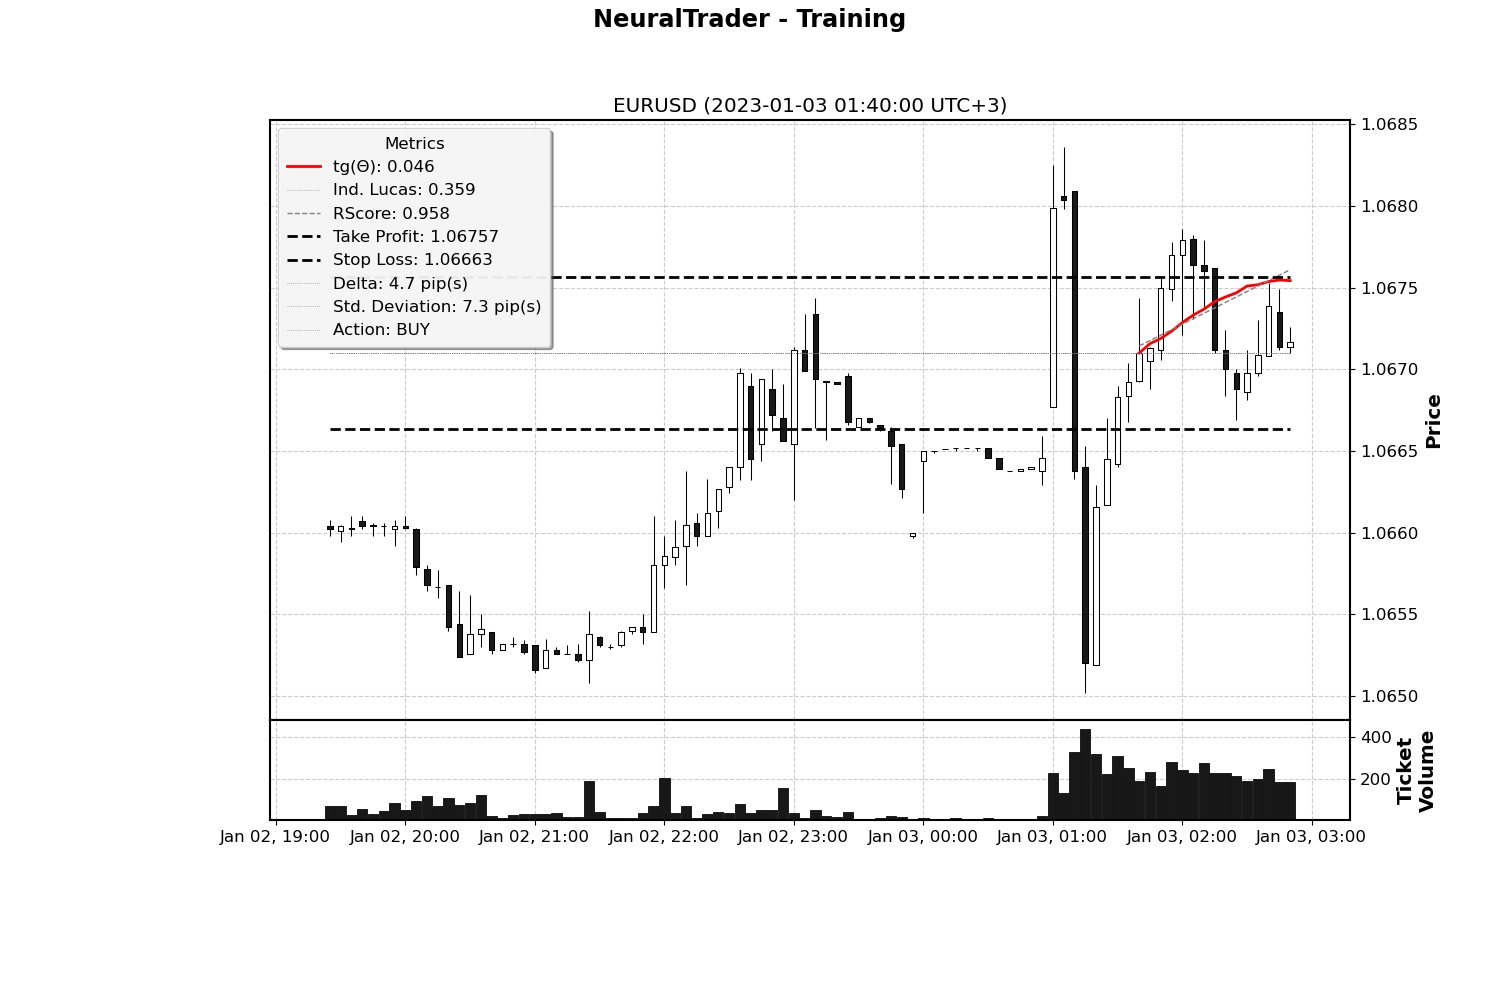 NeuralTrader - Training
EURUSD (2023-01-03 01:40:00 UTC+3)
Metrics
tg(Θ): 0.046
Ind. Lucas: 0.359
RScore: 0.958
Take Profit: 1.06757
Stop Loss: 1.06663
Delta: 4.7 pip(s)
Std. Deviation: 7.3 pip(s)
Action: BUY
1.0685
1.0680
1.0675
1.0670
1.0665
1.0660
1.0655
1.0650
Price
400
200
Ticket
Volume
Jan 02, 19:00
Jan 02, 20:00
Jan 02, 21:00
Jan 02, 22:00
Jan 02, 23:00
Jan 03, 00:00
Jan 03, 01:00
Jan 03, 02:00
Jan 03, 03:00